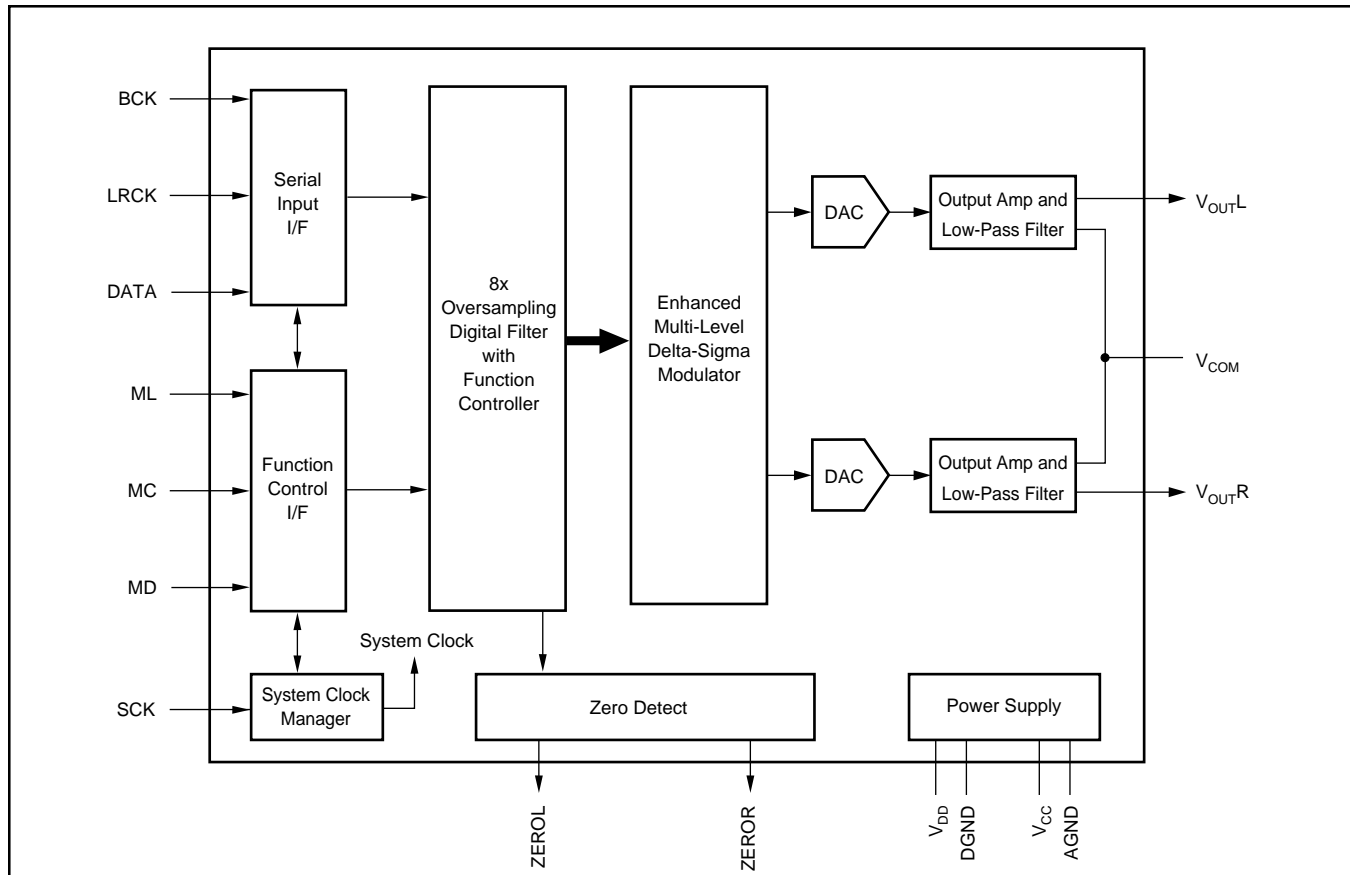 BCK
LRCK
DATA
ML
MC
MD
SCK
Serial
Input
I/F
Function
Control
I/F
System Clock
Manager
System Clock
8x
Oversampling
Digital Filter
with
Function
Controller
Enhanced
Multi-Level
Delta-Sigma
Modulator
DAC
Output Amp and
Low-Pass Filter
VOUTL
VCOM
DAC
Output Amp and
Low-Pass Filter
VOUTR
Zero Detect
Power Supply
ZEROL
ZEROR
VDD
DGND
VCC
AGND